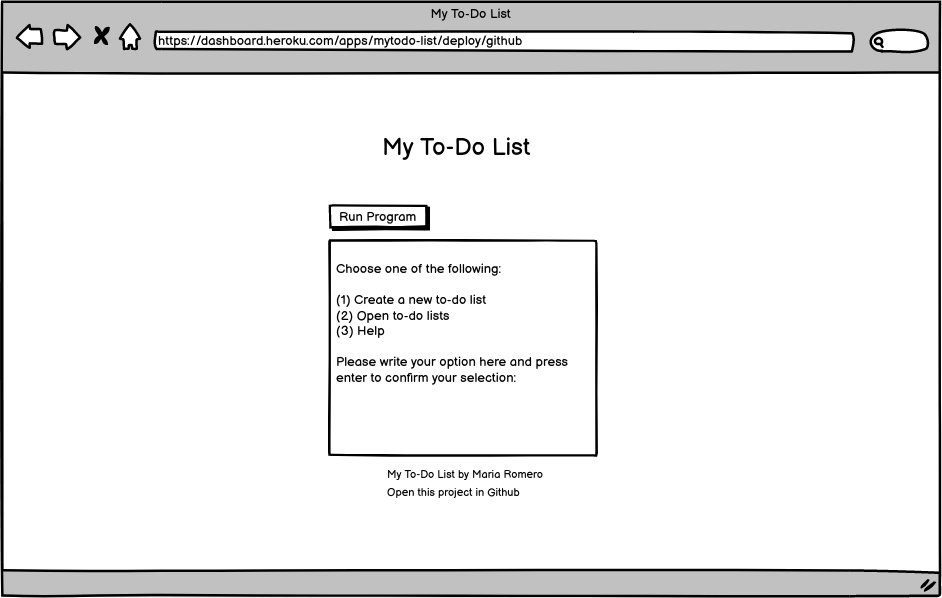 My To-Do List
https://dashboard.heroku.com/apps/mytodo-list/deploy/github
My To-Do List
Run Program
Choose one of the following:
(1) Create a new to-do list
(2) Open to-do lists
(3) Help
Please write your option here and press
enter to confirm your selection:
My To-Do List by Maria Romero
Open this project in Github